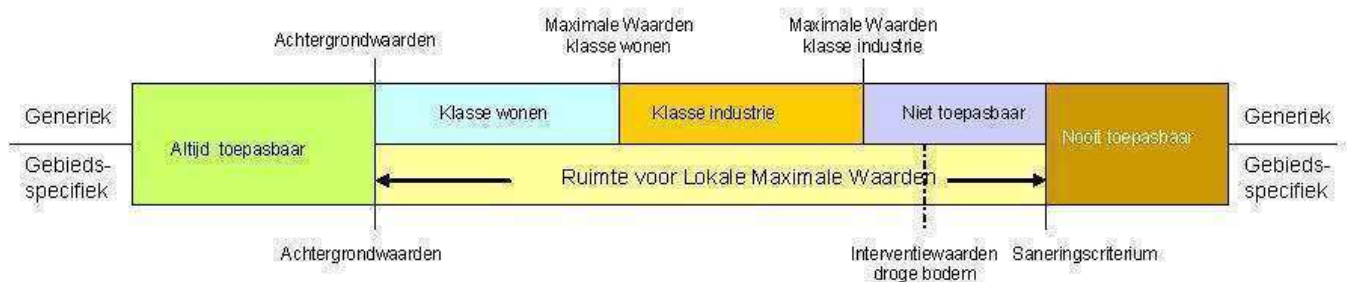 Maximale Waarden
klasse wonen
Maximale Waarden
klasse industrie
Achtergrondwaarden
Generiek
Klasse wonen
Klasse industrie
Niet toepasbaar
Generiek
Altijd toepasbaar
Nooit toepasbaar
Gebieds-
specifiek
Ruimte voor Lokale Maximale Waarden
Gebieds-
specifiek
Achtergrondwaarden
Interventiewaarden
droge bodem
Saneringscriterium